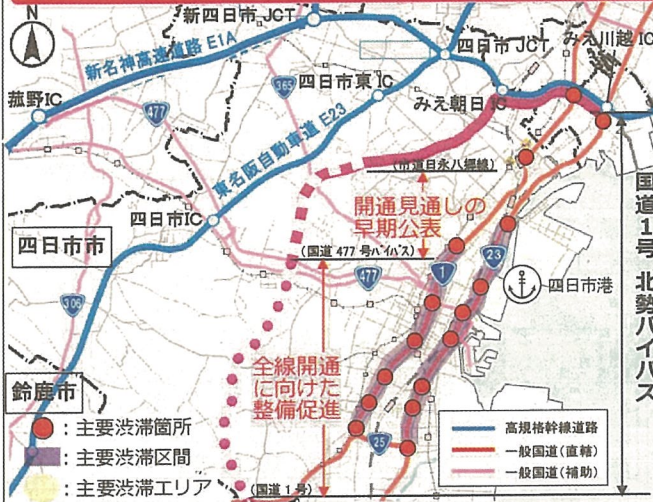 N
新四日市JCT
四日市JCT
みえ川越IC
新名神高速道路 E1A
菰野IC
477
365
四日市東IC
みえ朝日IC
東名阪自動車道 E23
(市道日永八郷線)
開通見通しの
早期公表
四日市IC
四日市市
(国道477号バイパス)
477
1
23
四日市港
国道1号 北勢バイパス
306
全線開通
に向けた
整備促進
鈴鹿市
25
:主要渋滞箇所
:主要渋滞区間
:主要渋滞エリア
(国道1号)
高規格幹線道路
一般国道(直轄)
一般国道(補助)